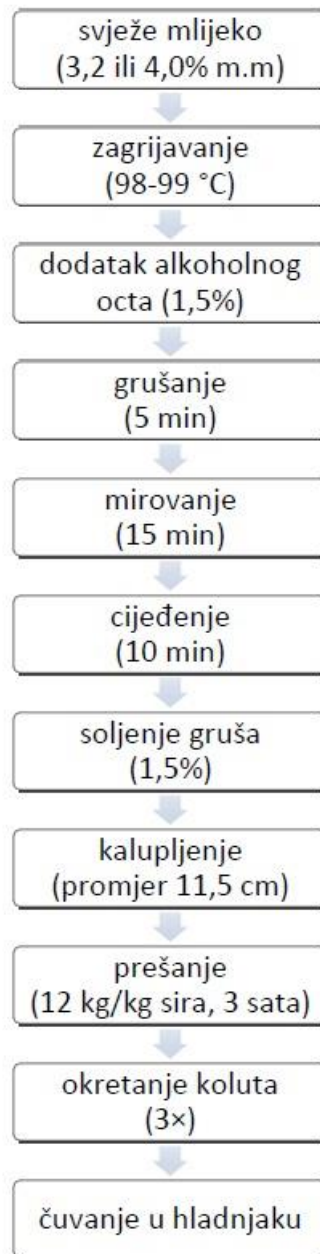 svježe mlijeko
(3,2 ili 4,0% m.m)
zagrijavanje
(98-99 °C)
dodatak alkoholnog
octa (1,5%)
grušanje
(5 min)
mirovanje
(15 min)
cijeđenje
(10 min)
soljenje gruša
(1,5%)
kalupljenje
(promjer 11,5 cm)
prešanje
(12 kg/kg sira, 3 sata)
okretanje koluta
(3×)
čuvanje u hladnjaku